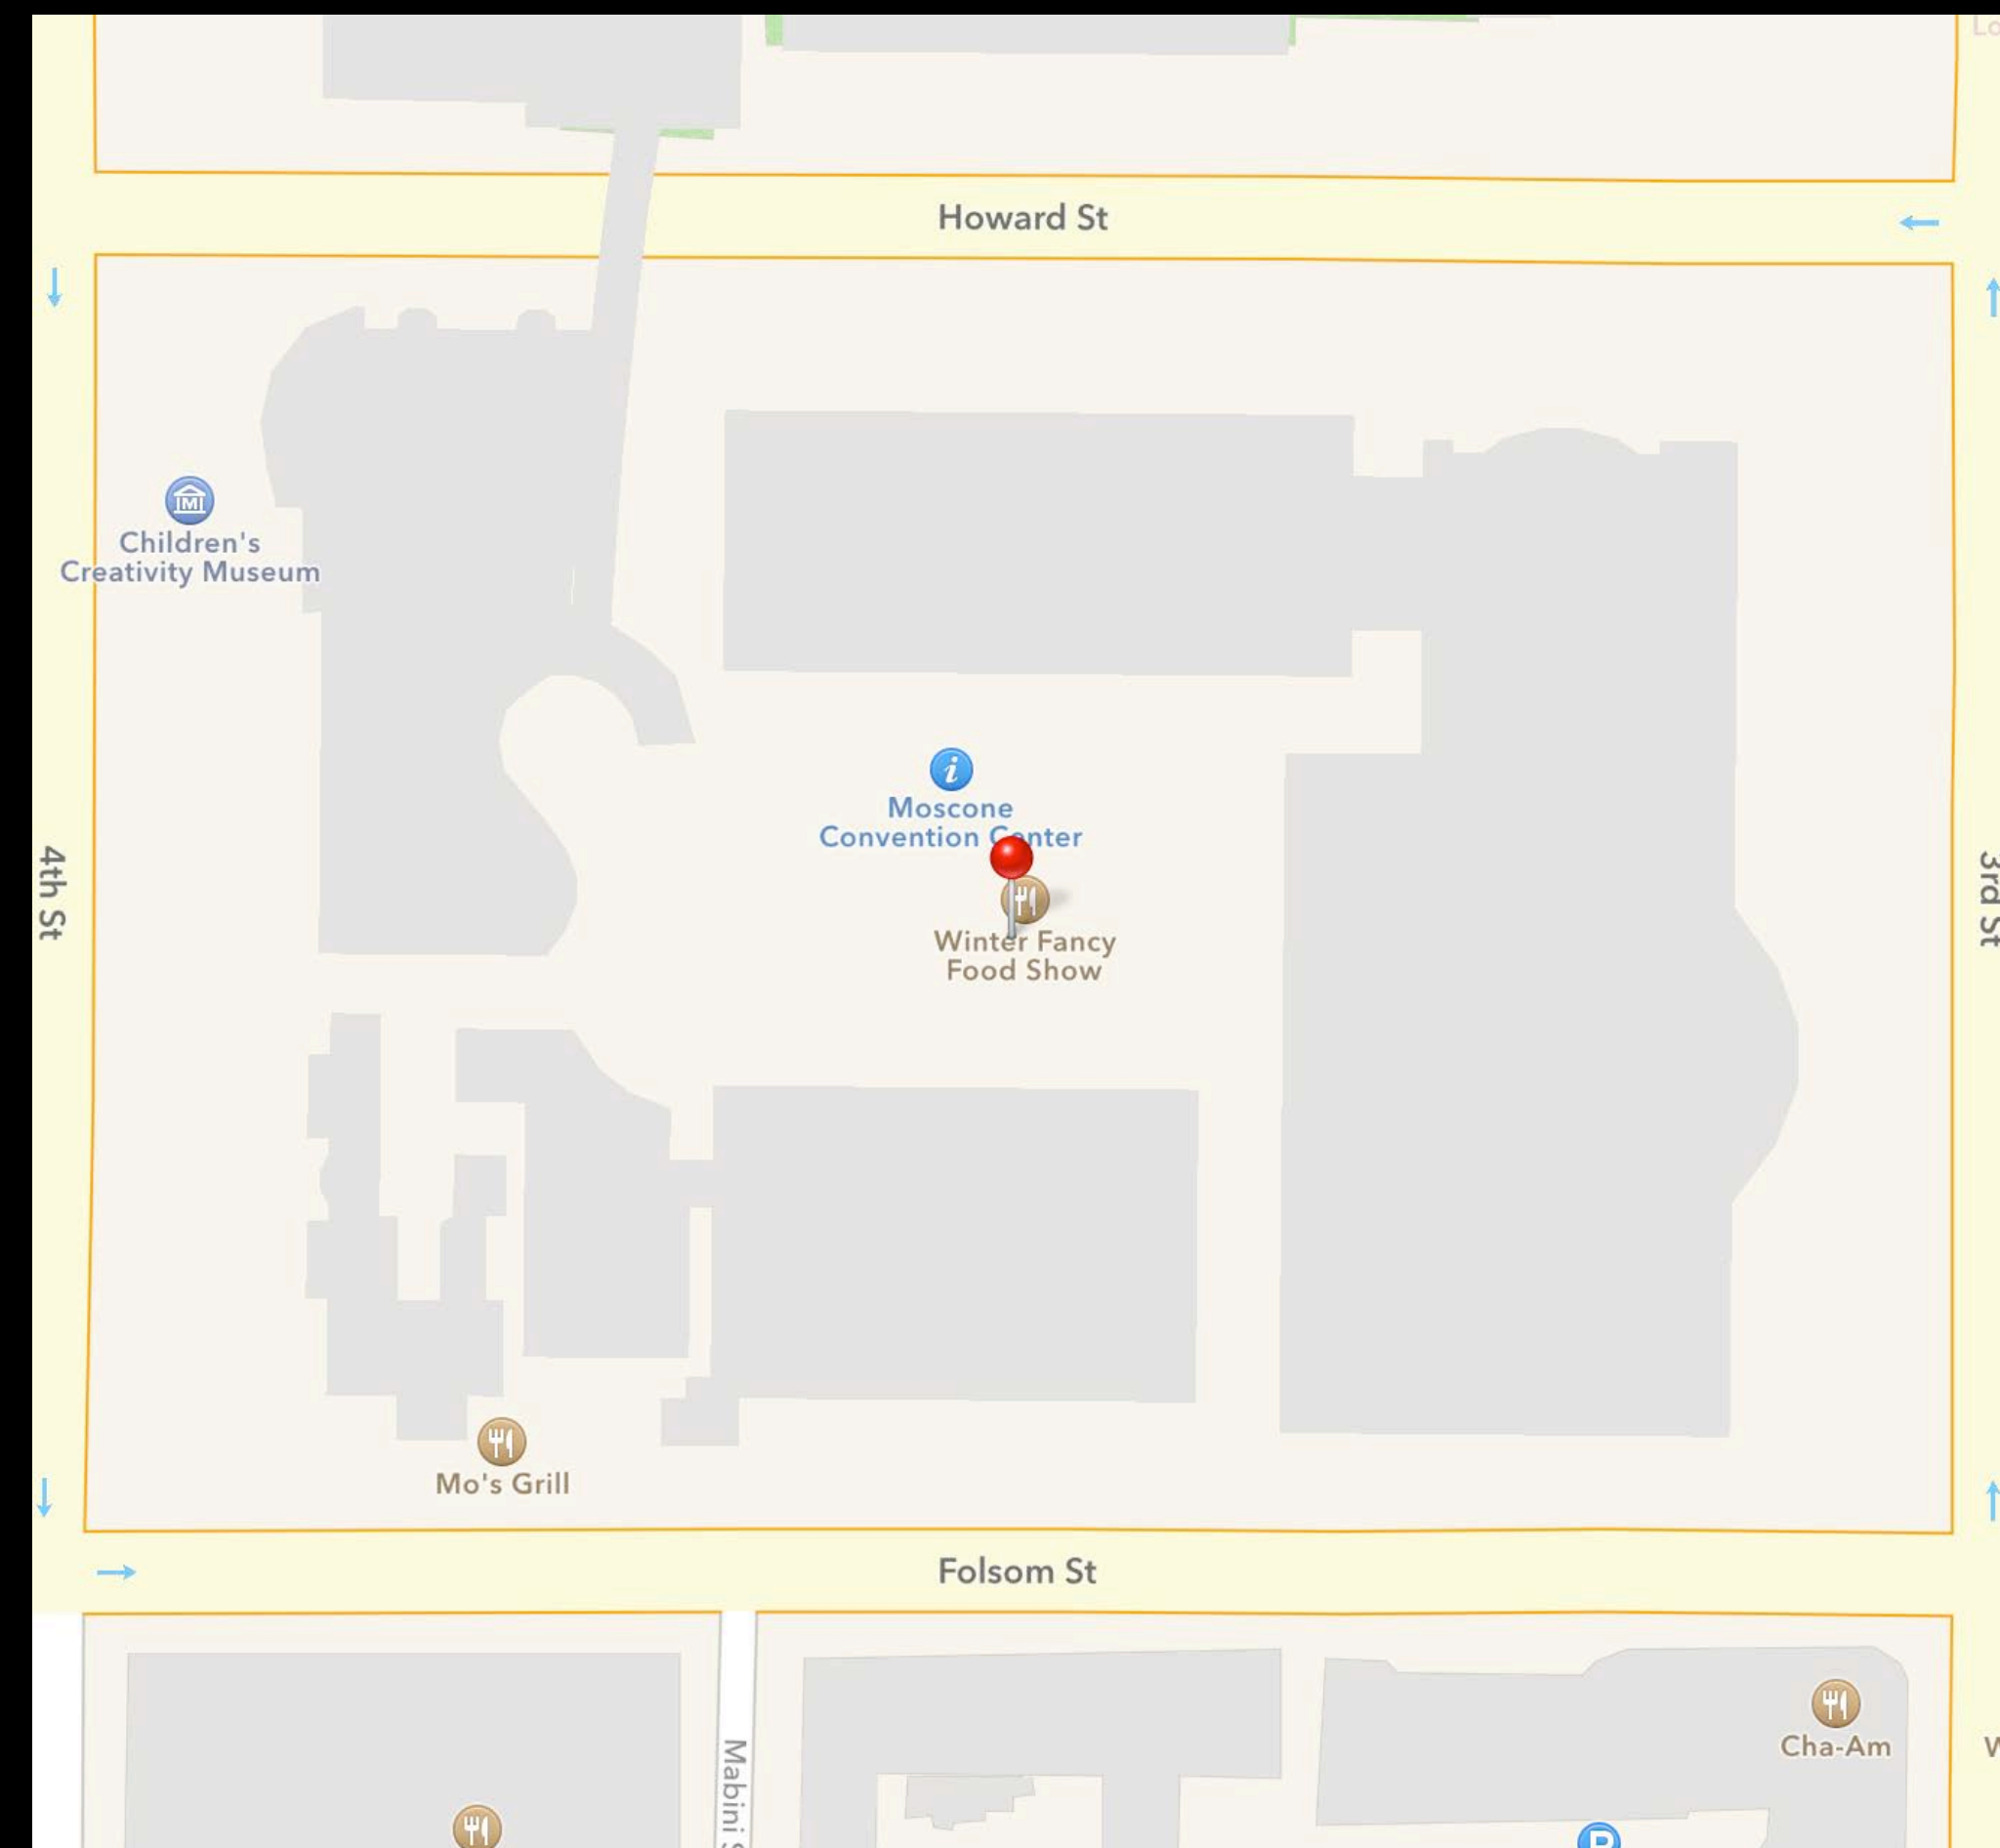 Howard St
Children's
Creativity Museum
Moscone
Convention Center
4th St
3rd St
Winter Fancy
Food Show
Mo's Grill
Folsom St
Cha-Am
Mabini
P